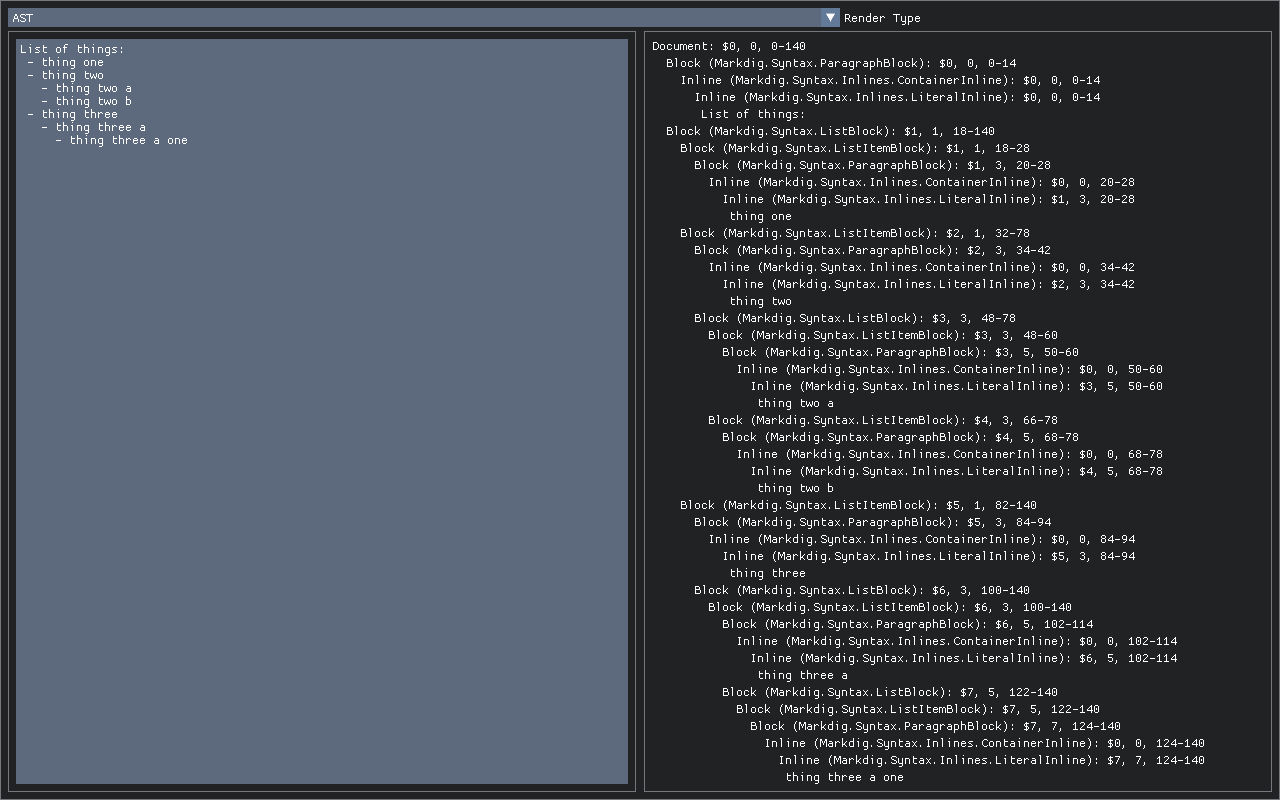 AST
Render Type
List of things:
 - thing one
 - thing two
   - thing two a
   - thing two b
 - thing three
   - thing three a
     - thing three a one
Document: $0, 0, 0-140
  Block (Markdig.Syntax.ParagraphBlock): $0, 0, 0-14
    Inline (Markdig.Syntax.Inlines.ContainerInline): $0, 0, 0-14
      Inline (Markdig.Syntax.Inlines.LiteralInline): $0, 0, 0-14
       List of things:
  Block (Markdig.Syntax.ListBlock): $1, 1, 18-140
    Block (Markdig.Syntax.ListItemBlock): $1, 1, 18-28
      Block (Markdig.Syntax.ParagraphBlock): $1, 3, 20-28
        Inline (Markdig.Syntax.Inlines.ContainerInline): $0, 0, 20-28
          Inline (Markdig.Syntax.Inlines.LiteralInline): $1, 3, 20-28
           thing one
    Block (Markdig.Syntax.ListItemBlock): $2, 1, 32-78
      Block (Markdig.Syntax.ParagraphBlock): $2, 3, 34-42
        Inline (Markdig.Syntax.Inlines.ContainerInline): $0, 0, 34-42
          Inline (Markdig.Syntax.Inlines.LiteralInline): $2, 3, 34-42
           thing two
      Block (Markdig.Syntax.ListBlock): $3, 3, 48-78
        Block (Markdig.Syntax.ListItemBlock): $3, 3, 48-60
          Block (Markdig.Syntax.ParagraphBlock): $3, 5, 50-60
            Inline (Markdig.Syntax.Inlines.ContainerInline): $0, 0, 50-60
              Inline (Markdig.Syntax.Inlines.LiteralInline): $3, 5, 50-60
               thing two a
        Block (Markdig.Syntax.ListItemBlock): $4, 3, 66-78
          Block (Markdig.Syntax.ParagraphBlock): $4, 5, 68-78
            Inline (Markdig.Syntax.Inlines.ContainerInline): $0, 0, 68-78
              Inline (Markdig.Syntax.Inlines.LiteralInline): $4, 5, 68-78
               thing two b
    Block (Markdig.Syntax.ListItemBlock): $5, 1, 82-140
      Block (Markdig.Syntax.ParagraphBlock): $5, 3, 84-94
        Inline (Markdig.Syntax.Inlines.ContainerInline): $0, 0, 84-94
          Inline (Markdig.Syntax.Inlines.LiteralInline): $5, 3, 84-94
           thing three
      Block (Markdig.Syntax.ListBlock): $6, 3, 100-140
        Block (Markdig.Syntax.ListItemBlock): $6, 3, 100-140
          Block (Markdig.Syntax.ParagraphBlock): $6, 5, 102-114
            Inline (Markdig.Syntax.Inlines.ContainerInline): $0, 0, 102-114
              Inline (Markdig.Syntax.Inlines.LiteralInline): $6, 5, 102-114
               thing three a
          Block (Markdig.Syntax.ListBlock): $7, 5, 122-140
            Block (Markdig.Syntax.ListItemBlock): $7, 5, 122-140
              Block (Markdig.Syntax.ParagraphBlock): $7, 7, 124-140
                Inline (Markdig.Syntax.Inlines.ContainerInline): $0, 0, 124-140
                  Inline (Markdig.Syntax.Inlines.LiteralInline): $7, 7, 124-140
                   thing three a one